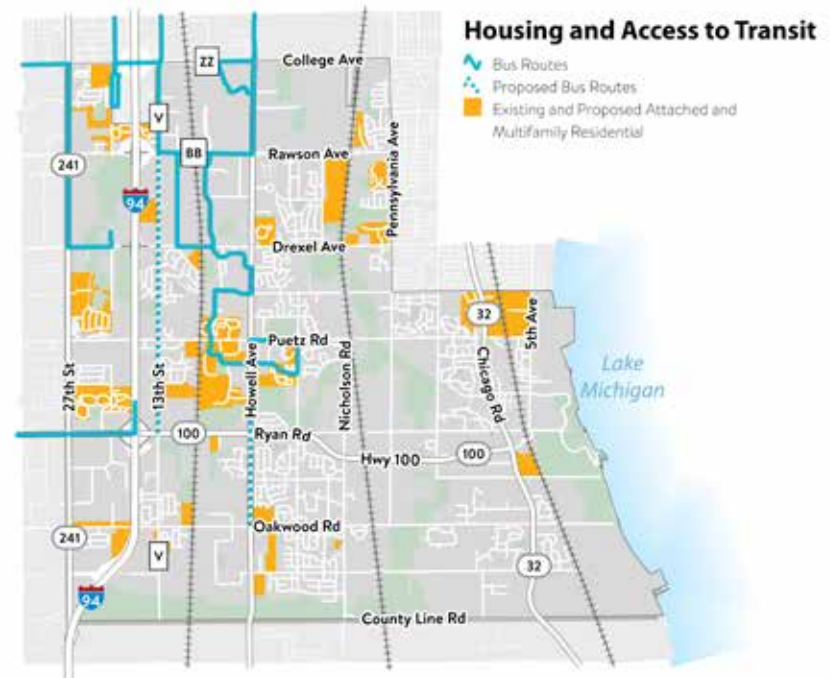 Housing and Access to Transit
Bus Routes
Proposed Bus Routes
Existing and Proposed Attached and
Multifamily Residential
ZZ
College Ave
V
BB
Rawson Ave
Pennsylvania Ave
241
94
Drexel Ave
32
5th Ave
Puetz Rd
Lake
Michigan
27th St
13th St
Howell Ave
Nicholson Rd
Chicago Rd
100
Ryan Rd
Hwy 100
100
Oakwood Rd
241
V
32
94
County Line Rd